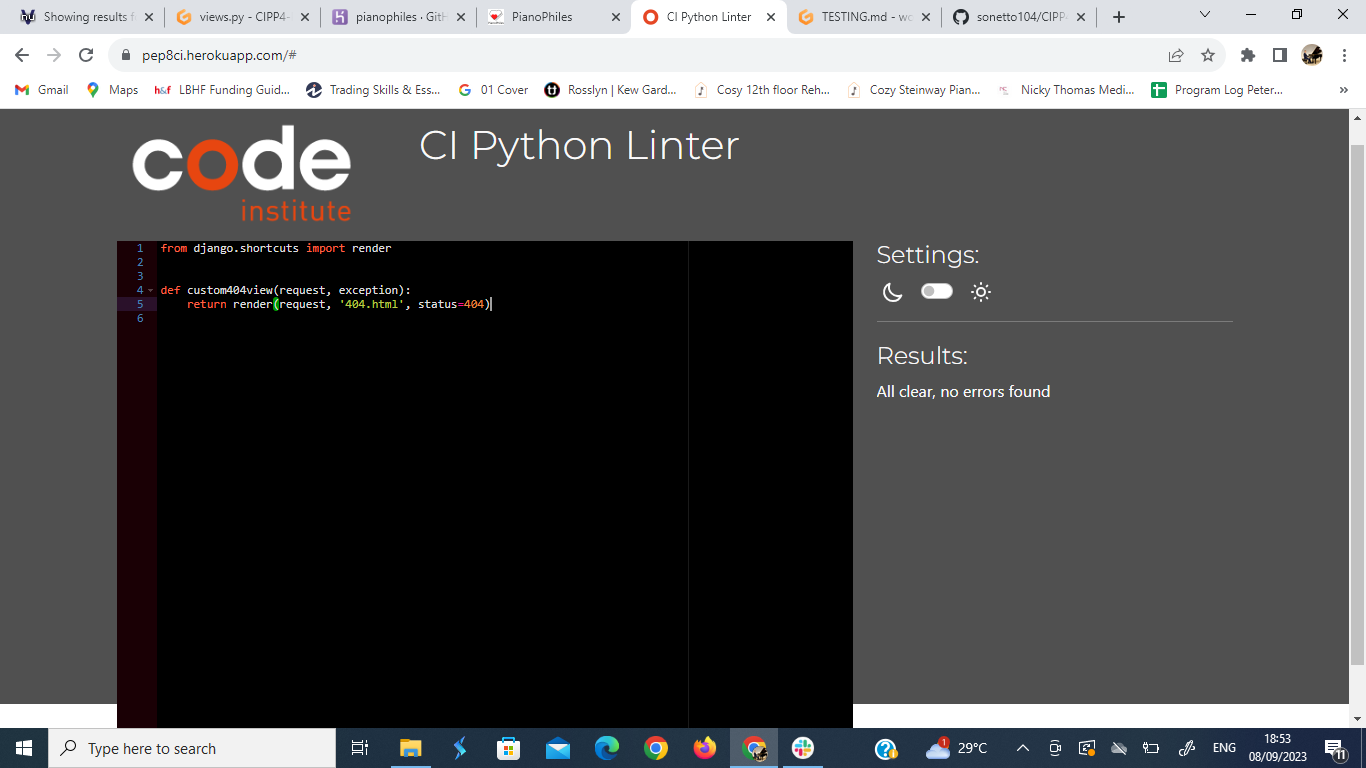 Showing results f
views.py - CIPP4-
pianophiles · GitH
PianoPhiles
CI Python Linter
TESTING.md - wo
sonetto104/CIPP4
pep8ci.herokuapp.com/#
Gmail
Maps
h&f
LBHF Funding Guid...
Trading Skills & Ess...
01 Cover
Rosslyn | Kew Gard...
Cosy 12th floor Reh...
Cozy Steinway Pian...
Nicky Thomas Medi...
Program Log Peter...
»
code
institute
CI Python Linter
1 from django.shortcuts import render
2
3
4 def custom404view(request, exception):
5 return render(request, '404.html', status=404)
6
Settings:
Results:
All clear, no errors found
Type here to search
1
29°C
ENG
18:53
08/09/2023
11